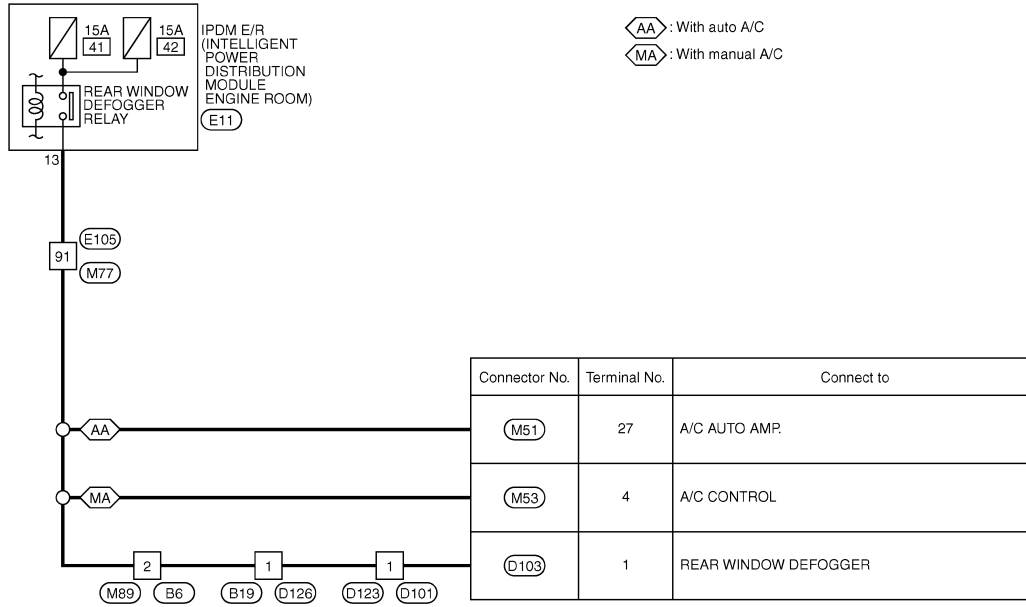 15A
41
15A
42
IPDM E/R
(INTELLIGENT
POWER
DISTRIBUTION
MODULE
ENGINE ROOM)
E11
REAR WINDOW
DEFOGGER
RELAY
13
AA : With auto A/C
MA : With manual A/C
E105
91
M77
Connector No. Terminal No. Connect to
AA M51 27 A/C AUTO AMP.
MA M53 4 A/C CONTROL
2 1 1 D103 1 REAR WINDOW DEFOGGER
M89 B6 B19 D126 D123 D101